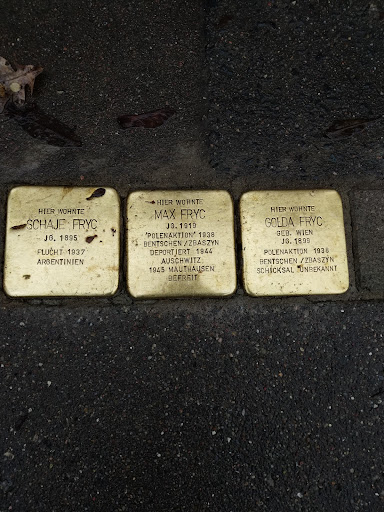 HIER WOHNTE
SCHAJE FRYC
JG. 1895
FLUCHT 1937
ARGENTINIEN
HIER WOHNTE
MAX FRYC
JG. 1919
"POLENAKTION" 1938
BENTSCHEN/ZBASZYN
DEPORTIERT 1944
AUSCHWITZ
1945 MAUTHAUSEN
BEFREIT
HIER WOHNTE
GOLDA FRYC
GEB. WIEN
JG. 1899
POLENAKTION 1938
BENTSCHEN/ZBASZYN
SCHICKSAL UNBEKANNT